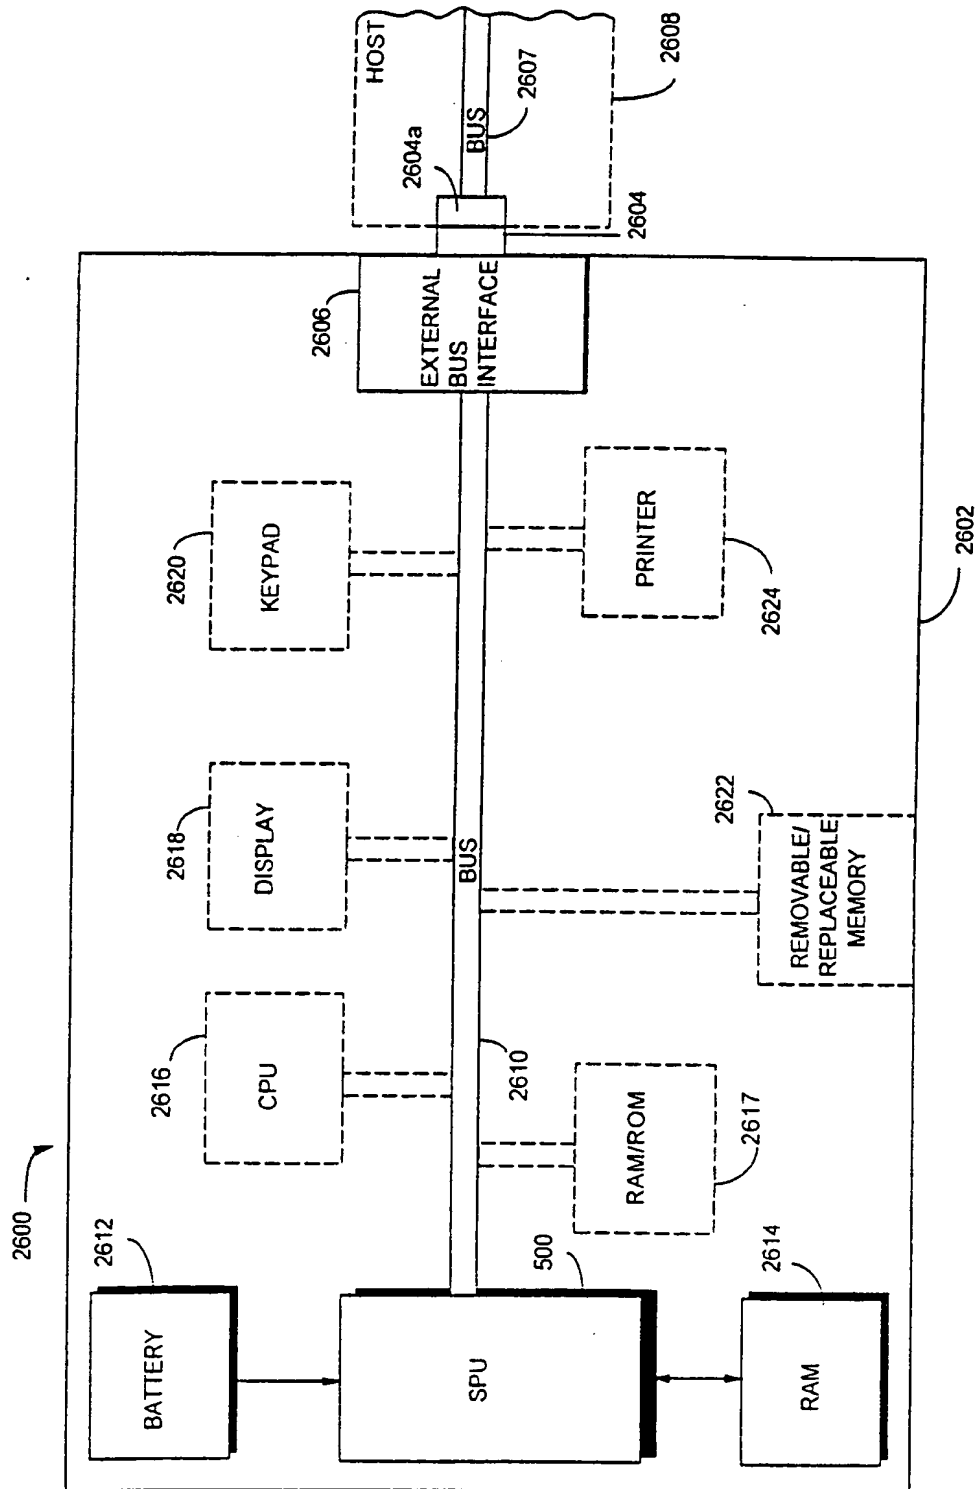 2600
2612
BATTERY
500
SPU
2614
RAM
2616
CPU
2610
2617
RAM/ROM
2618
DISPLAY
BUS
2622
REMOVABLE/
REPLACEABLE
MEMORY
2620
KEYPAD
2624
PRINTER
2606
EXTERNAL
BUS
INTERFACE
2602
2604a
2604
HOST
BUS
2607
2608